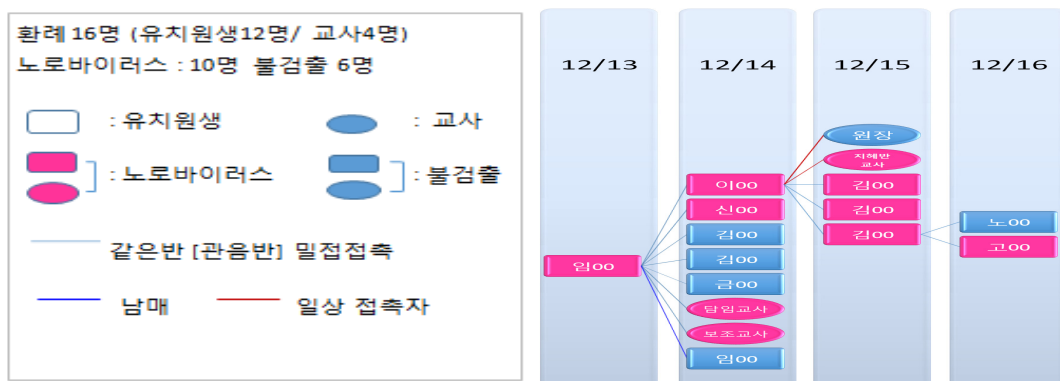 환례 16명 (유치원생12명/ 교사4명)
노로바이러스 : 10명 불검출 6명
: 유치원생
: 교사
: 노로바이러스
: 불검출
같은반 [관음반] 밀접접촉
남매
일상 접촉자
12/13
12/14
12/15
12/16
임00
이00
신00
김00
김00
금00
담임교사
보조교사
임00
원장
지혜반
교사
김00
김00
김00
노00
고00